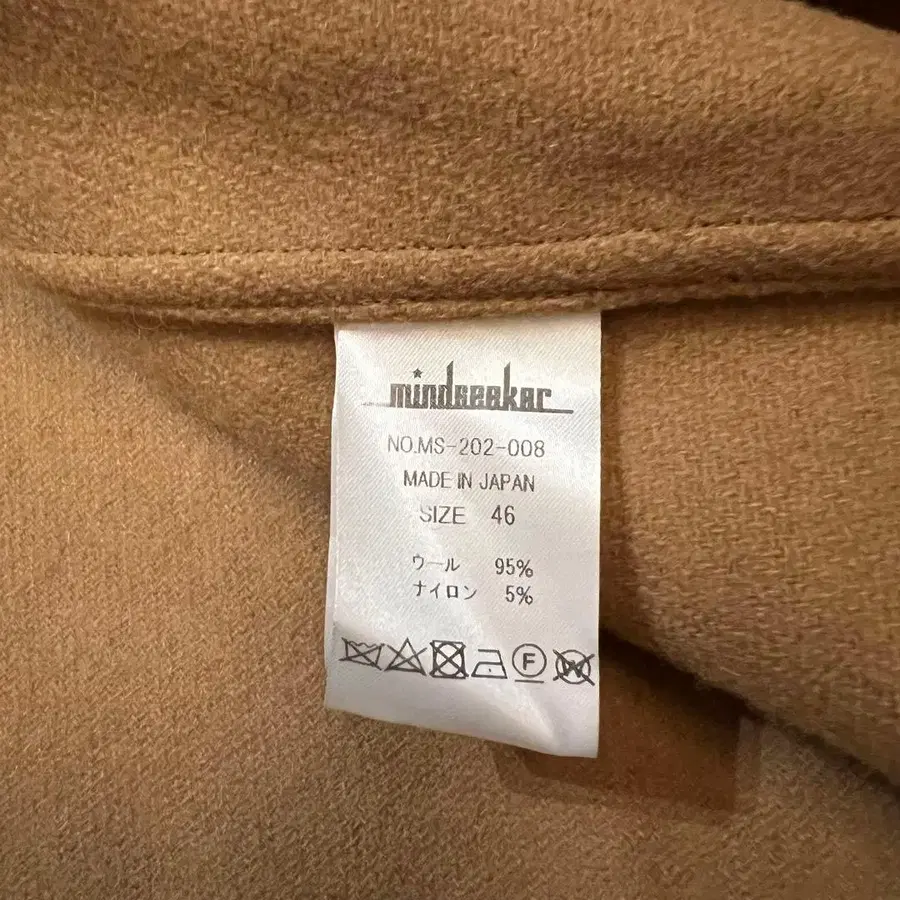 mindseeker
NO.MS-202-008
MADE IN JAPAN
SIZE 46
ウール 95%
ナイロン 5%
F W